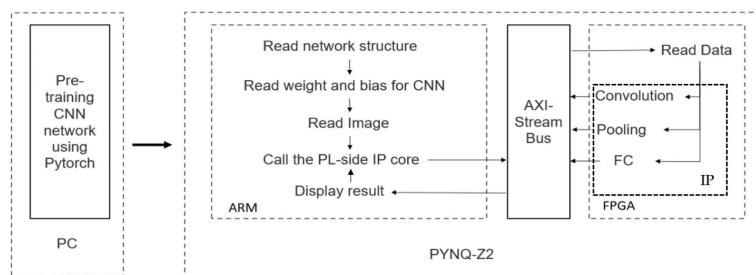 Pre-
training
CNN
network
using
Pytorch
PC
Read network structure
Read weight and bias for CNN
Read Image
Call the PL-side IP core
Display result
ARM
AXI-
Stream
Bus
Read Data
Convolution
Pooling
FC
IP
FPGA
PYNQ-Z2